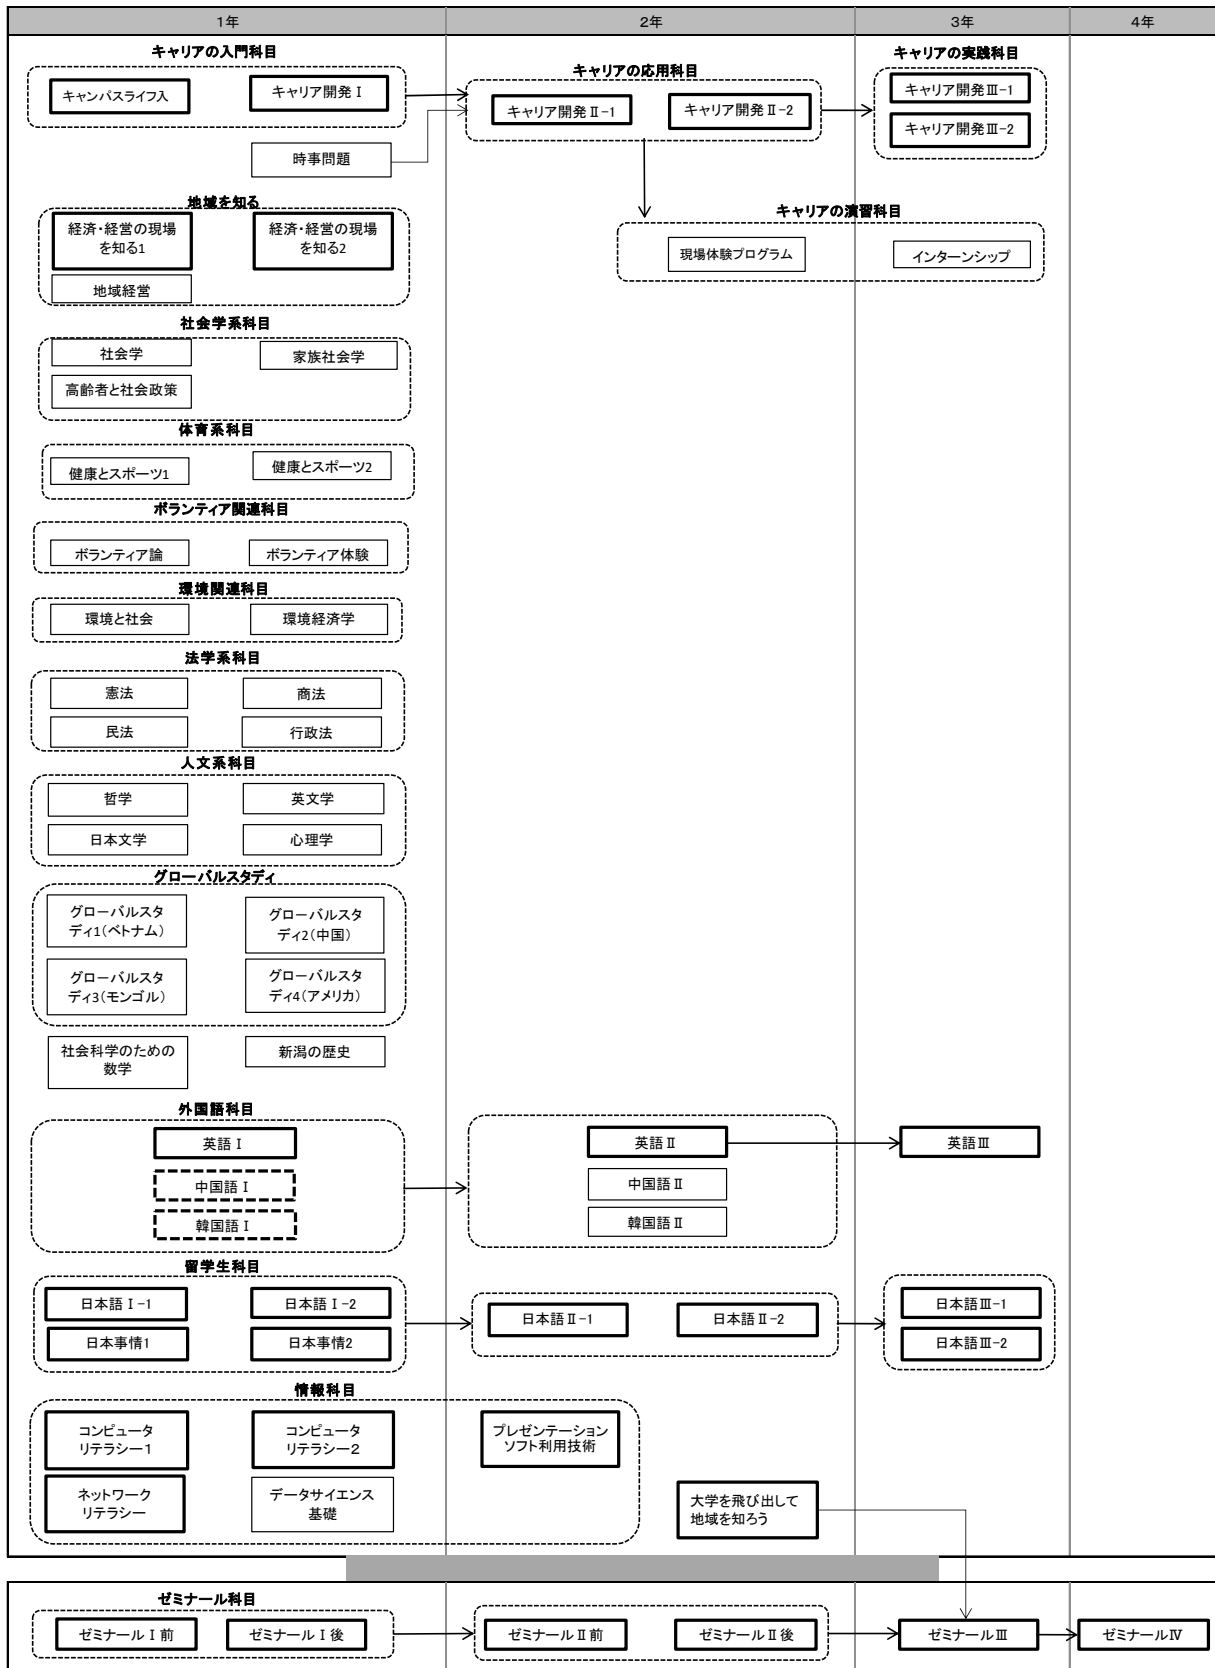 1年
2年
3年
4年
キャリアの入門科目
キャンパスライフ入
キャリア開発Ⅰ
時事問題
キャリアの応用科目
キャリア開発Ⅱ-1
キャリア開発Ⅱ-2
キャリアの実践科目
キャリア開発Ⅲ-1
キャリア開発Ⅲ-2
地域を知る
経済・経営の現場
を知る1
経済・経営の現場
を知る2
地域経営
キャリアの演習科目
現場体験プログラム
インターンシップ
社会学系科目
社会学
家族社会学
高齢者と社会政策
体育系科目
健康とスポーツ1
健康とスポーツ2
ボランティア関連科目
ボランティア論
ボランティア体験
環境関連科目
環境と社会
環境経済学
法学系科目
憲法
商法
民法
行政法
人文系科目
哲学
英文学
日本文学
心理学
グローバルスタディ
グローバルスタ
ディ1(ベトナム)
グローバルスタ
ディ2(中国)
グローバルスタ
ディ3(モンゴル)
グローバルスタ
ディ4(アメリカ)
社会科学のための
数学
新潟の歴史
外国語科目
英語Ⅰ
中国語Ⅰ
韓国語Ⅰ
英語Ⅱ
中国語Ⅱ
韓国語Ⅱ
英語Ⅲ
留学生科目
日本語Ⅰ-1
日本語Ⅰ-2
日本事情1
日本事情2
日本語Ⅱ-1
日本語Ⅱ-2
日本語Ⅲ-1
日本語Ⅲ-2
情報科目
コンピュータ
リテラシー1
コンピュータ
リテラシー2
プレゼンテーション
ソフト利用技術
ネットワーク
リテラシー
データサイエンス
基礎
大学を飛び出して
地域を知ろう
ゼミナール科目
ゼミナールⅠ前
ゼミナールⅠ後
ゼミナールⅡ前
ゼミナールⅡ後
ゼミナールⅢ
ゼミナールⅣ